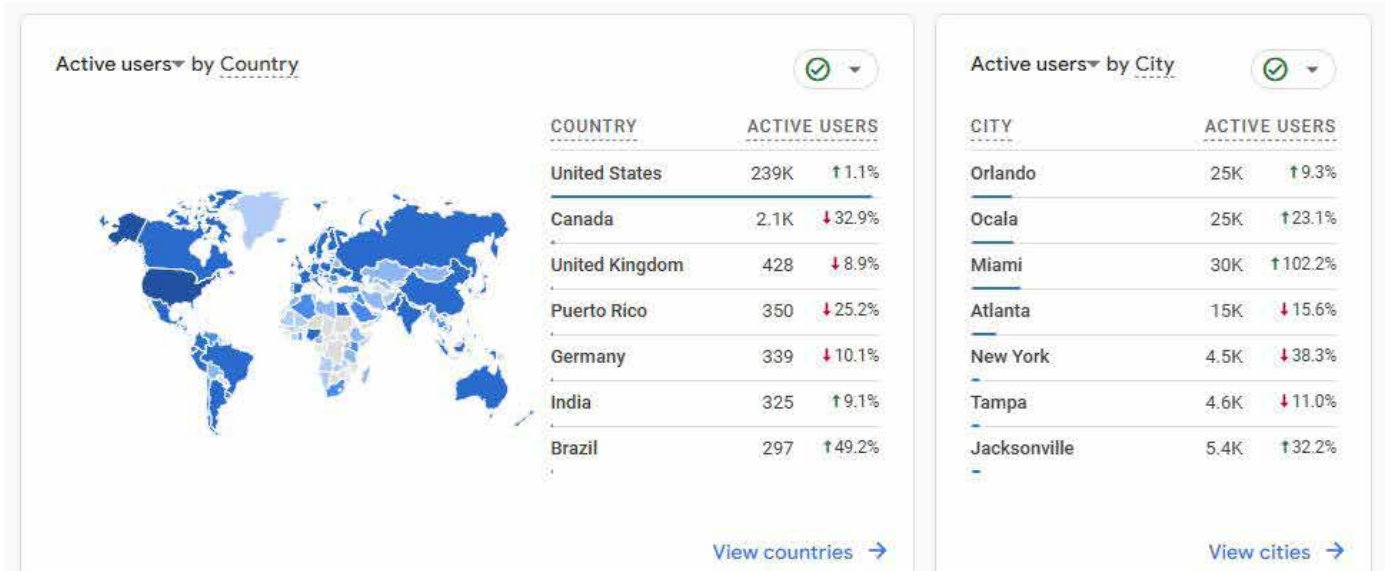 Active users by Country
COUNTRY ACTIVE USERS
United States 239K ↑1.1%
Canada 2.1K ↓32.9%
United Kingdom 428 ↓8.9%
Puerto Rico 350 ↓25.2%
Germany 339 ↓10.1%
India 325 ↑9.1%
Brazil 297 ↑49.2%
View countries →
Active users by City
CITY ACTIVE USERS
Orlando 25K ↑9.3%
Ocala 25K ↑23.1%
Miami 30K ↑102.2%
Atlanta 15K ↓15.6%
New York 4.5K ↓38.3%
Tampa 4.6K ↓11.0%
Jacksonville 5.4K ↑32.2%
View cities →